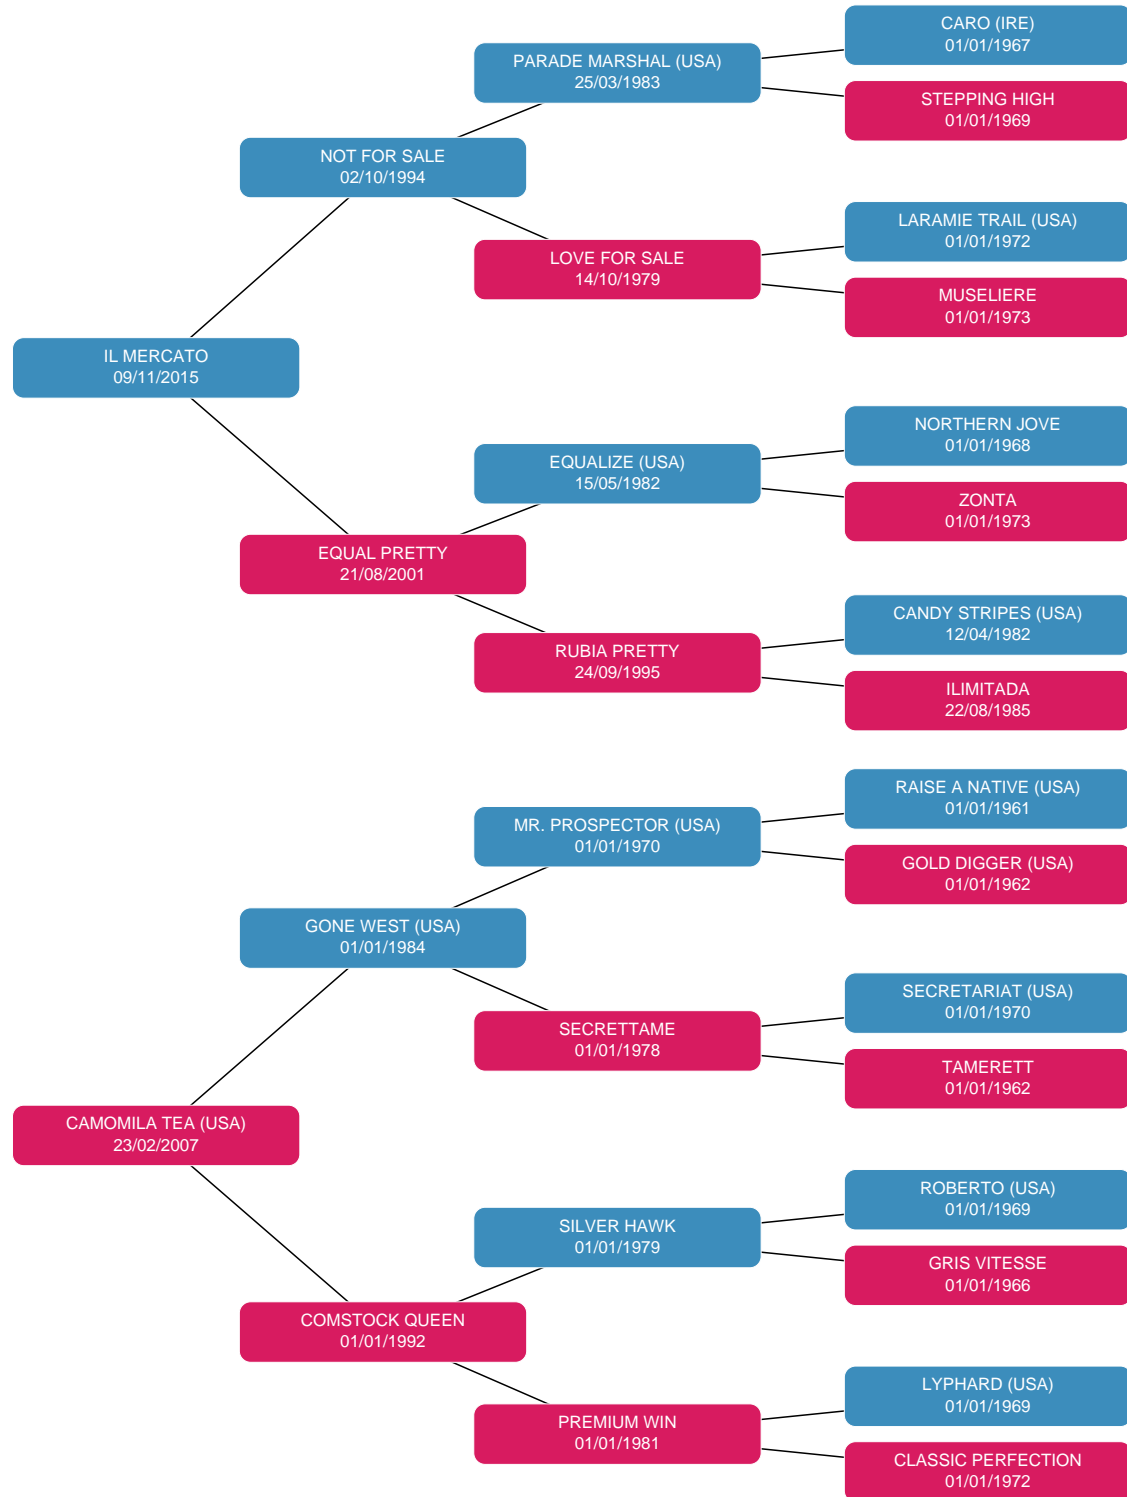 CARO (IRE)
01/01/1967
PARADE MARSHAL (USA)
25/03/1983
STEPPING HIGH
01/01/1969
NOT FOR SALE
02/10/1994
LARAMIE TRAIL (USA)
01/01/1972
LOVE FOR SALE
14/10/1979
MUSELIERE
01/01/1973
IL MERCATO
09/11/2015
NORTHERN JOVE
01/01/1968
EQUALIZE (USA)
15/05/1982
ZONTA
01/01/1973
EQUAL PRETTY
21/08/2001
CANDY STRIPES (USA)
12/04/1982
RUBIA PRETTY
24/09/1995
ILIMITADA
22/08/1985
RAISE A NATIVE (USA)
01/01/1961
MR. PROSPECTOR (USA)
01/01/1970
GOLD DIGGER (USA)
01/01/1962
GONE WEST (USA)
01/01/1984
SECRETARIAT (USA)
01/01/1970
SECRETTAME
01/01/1978
TAMERETT
01/01/1962
CAMOMILA TEA (USA)
23/02/2007
ROBERTO (USA)
01/01/1969
SILVER HAWK
01/01/1979
GRIS VITESSE
01/01/1966
COMSTOCK QUEEN
01/01/1992
LYPHARD (USA)
01/01/1969
PREMIUM WIN
01/01/1981
CLASSIC PERFECTION
01/01/1972